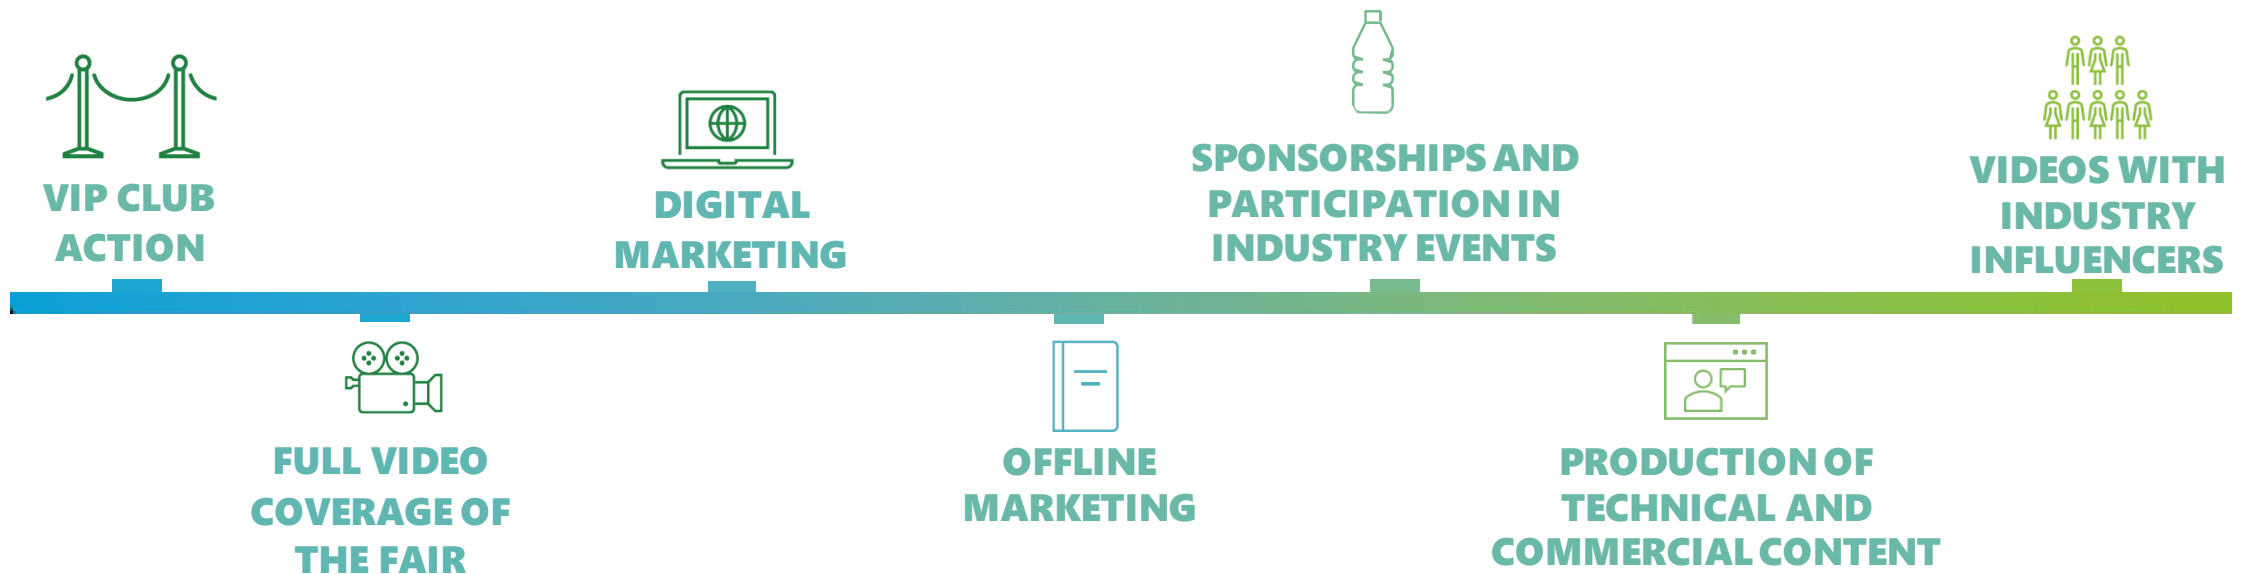 VIP CLUB
ACTION
DIGITAL
MARKETING
SPONSORSHIPS AND
PARTICIPATION IN
INDUSTRY EVENTS
VIDEOS WITH
INDUSTRY
INFLUENCERS
FULL VIDEO
COVERAGE OF
THE FAIR
OFFLINE
MARKETING
PRODUCTION OF
TECHNICAL AND
COMMERCIAL CONTENT